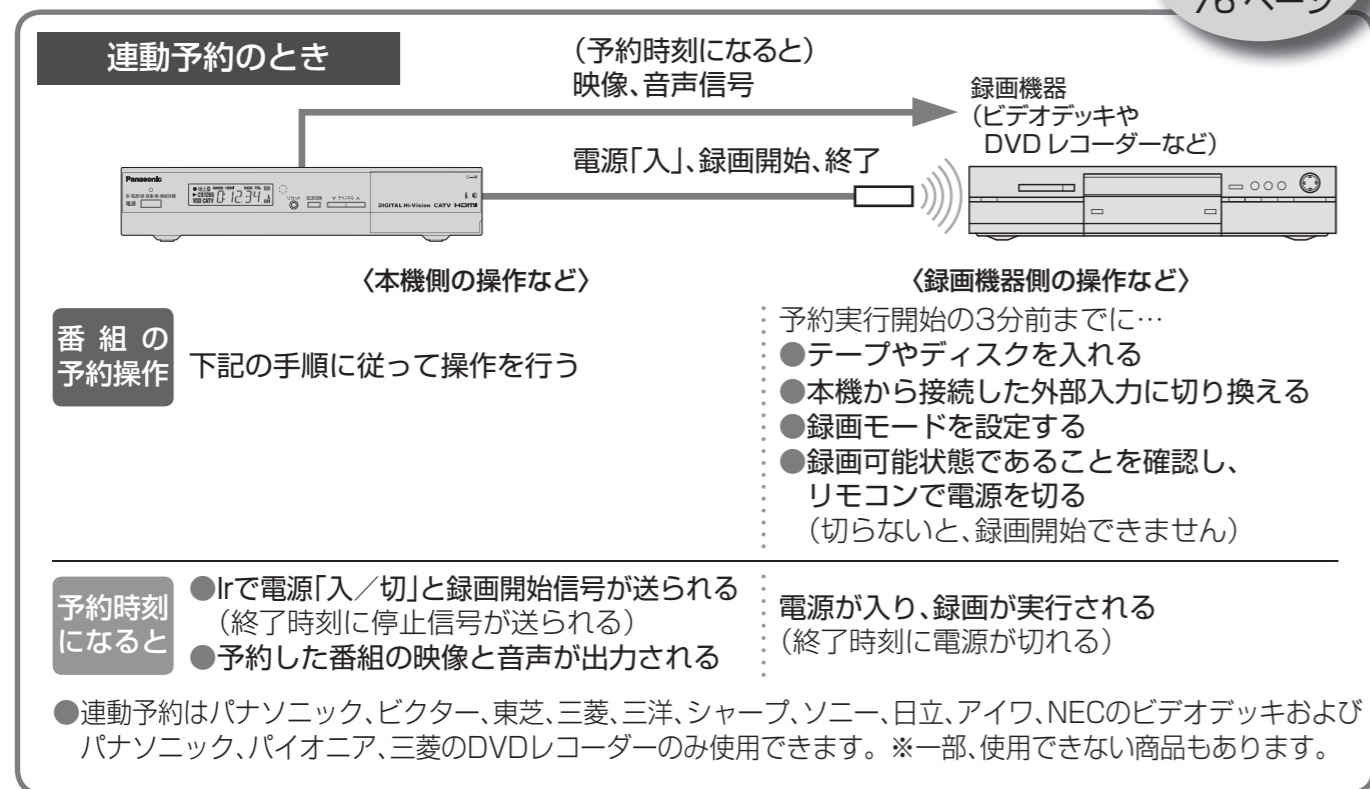 76 ページ
連動予約のとき
（予約時刻になると）
映像、音声信号
録画機器
（ビデオデッキや
DVD レコーダーなど）
電源「入」、録画開始、終了
Panasonic
電源
リセット
∨ チャンネル ∧
DIGITAL Hi-Vision CATV HDMI
〈本機側の操作など〉
〈録画機器側の操作など〉
番組の
予約操作
下記の手順に従って操作を行う
予約実行開始の3分前までに…
●テープやディスクを入れる
●本機から接続した外部入力に切り換える
●録画モードを設定する
●録画可能状態であることを確認し、
リモコンで電源を切る
（切らないと、録画開始できません）
予約時刻
になると
●Irで電源「入／切」と録画開始信号が送られる
（終了時刻に停止信号が送られる）
●予約した番組の映像と音声が出力される
電源が入り、録画が実行される
（終了時刻に電源が切れる）
●連動予約はパナソニック、ビクター、東芝、三菱、三洋、シャープ、ソニー、日立、アイワ、NECのビデオデッキおよび
パナソニック、パイオニア、三菱のDVDレコーダーのみ使用できます。※一部、使用できない商品もあります。